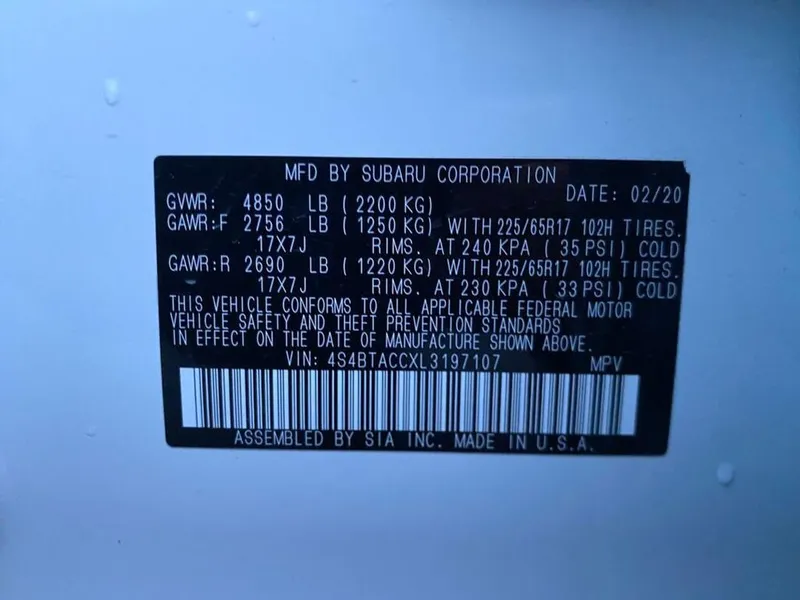 MFD BY SUBARU CORPORATION
DATE: 02/20
GVWR: 4850 LB ( 2200 KG)
GAWR:F 2756 LB ( 1250 KG) WITH 225/65R17 102H TIRES.
17X7J RIMS. AT 240 KPA ( 35 PSI) COLD
GAWR:R 2690 LB ( 1220 KG) WITH 225/65R17 102H TIRES.
17X7J RIMS. AT 230 KPA ( 33 PSI) COLD
THIS VEHICLE CONFORMS TO ALL APPLICABLE FEDERAL MOTOR
VEHICLE SAFETY AND THEFT PREVENTION STANDARDS
IN EFFECT ON THE DATE OF MANUFACTURE SHOWN ABOVE.
VIN: 4S4BTACCXL3197107 MPV
ASSEMBLED BY SIA INC. MADE IN U.S.A.